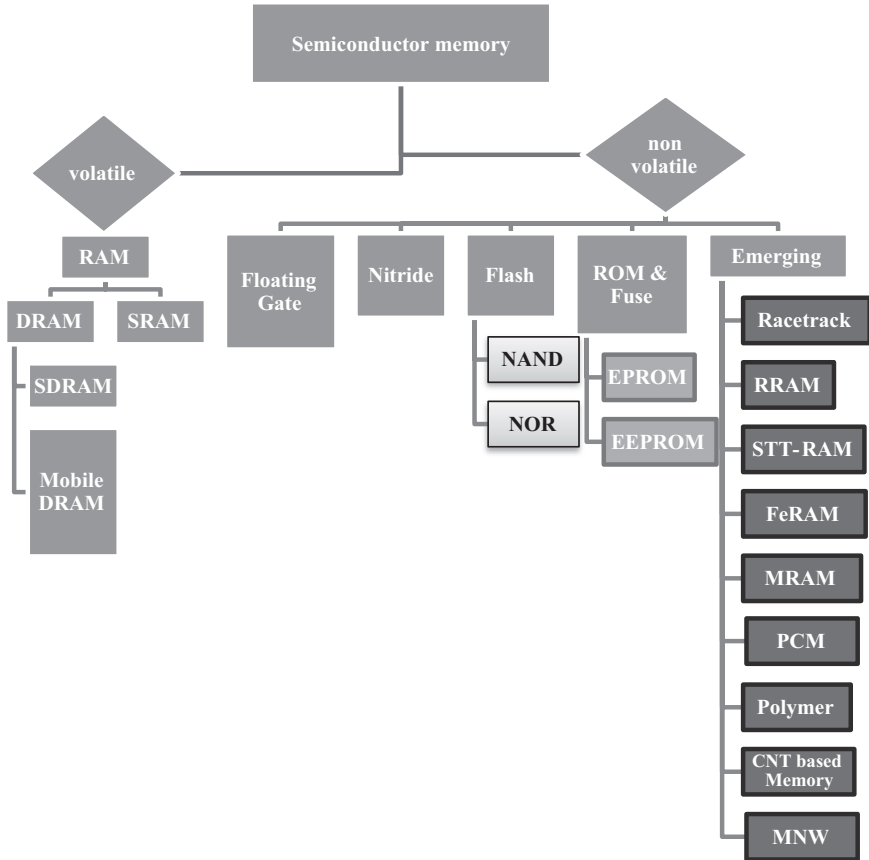 Semiconductor memory
volatile
non
volatile
RAM
DRAM
SRAM
SDRAM
Mobile
DRAM
Floating
Gate
Nitride
Flash
NAND
NOR
ROM &
Fuse
EPROM
EEPROM
Emerging
Racetrack
RRAM
STT-RAM
FeRAM
MRAM
PCM
Polymer
CNT based
Memory
MNW